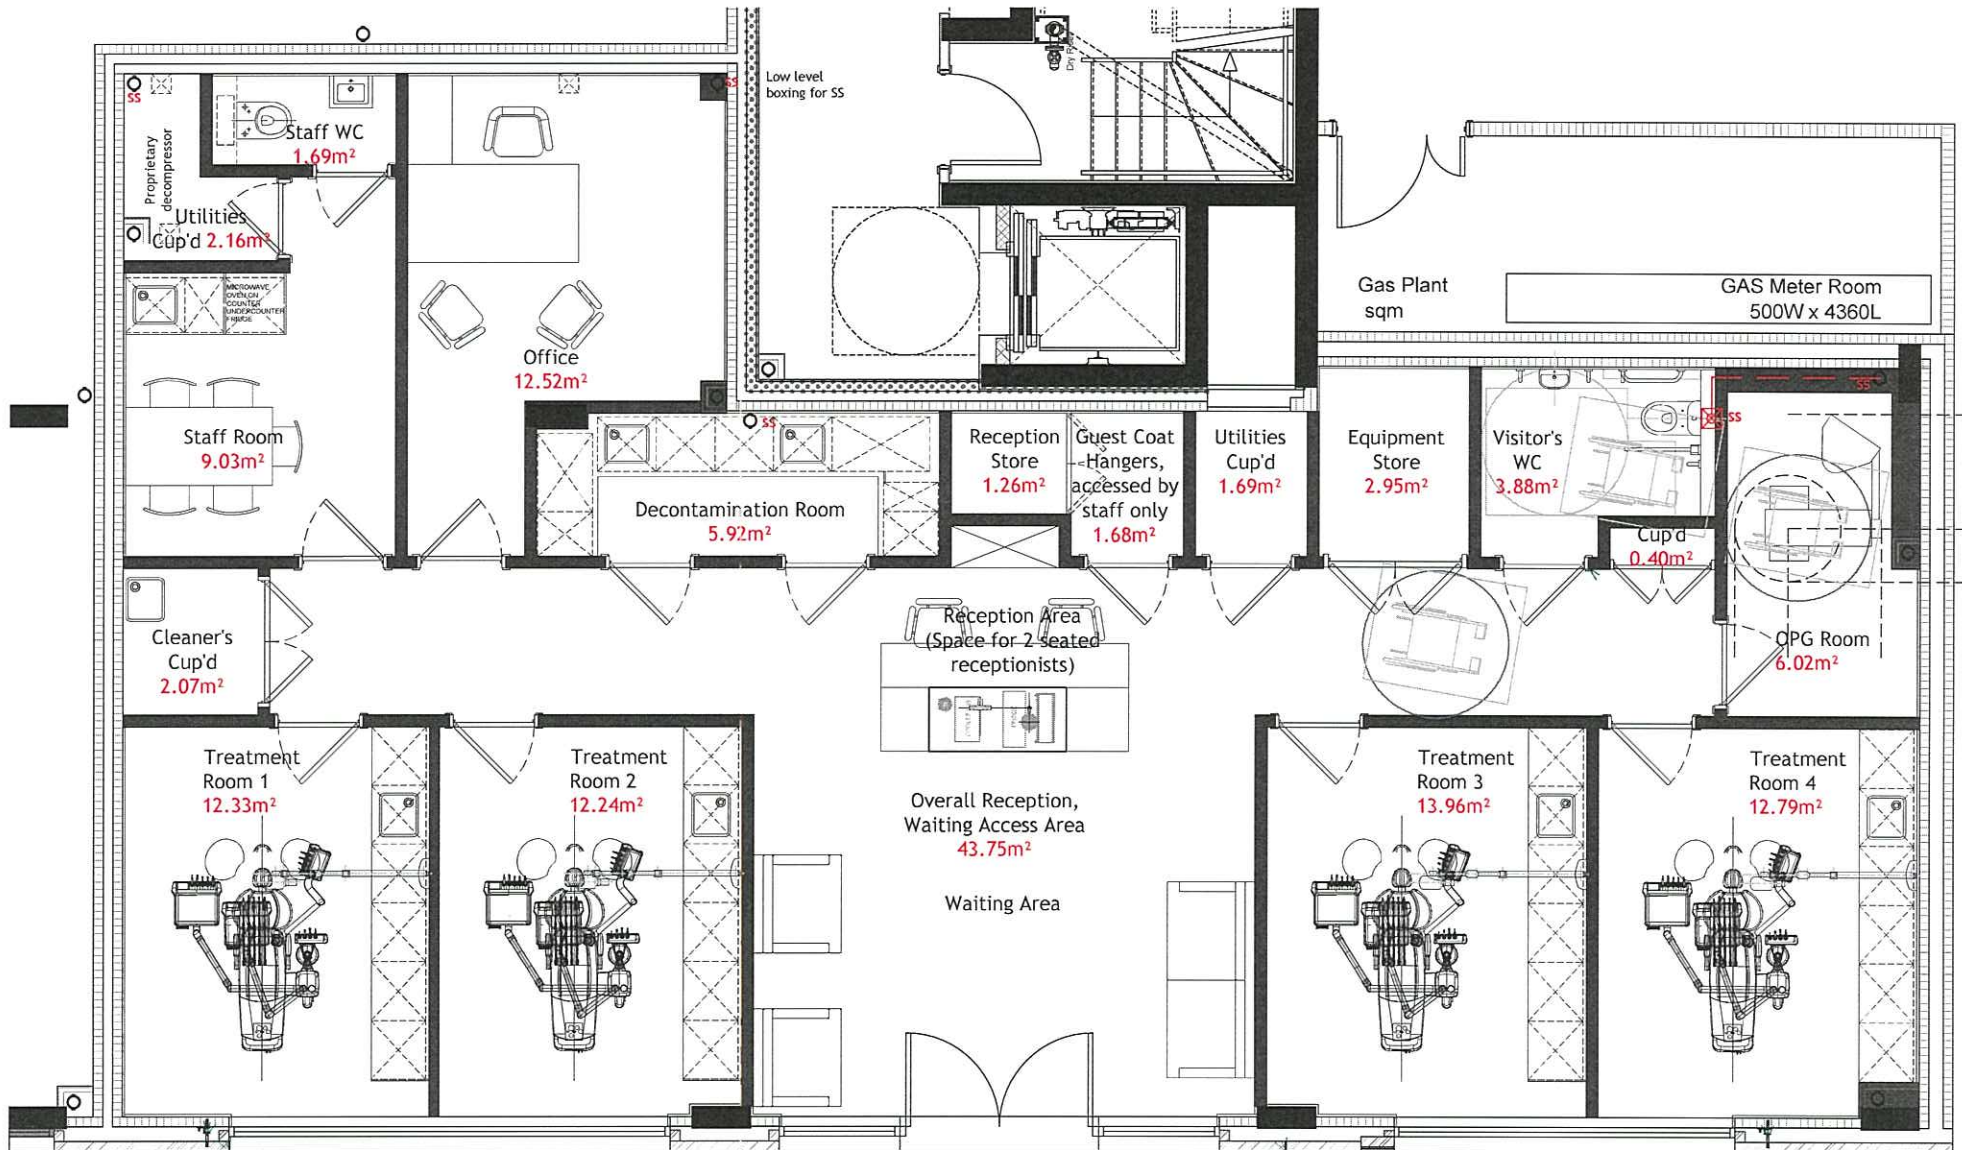 Low level
boxing for SS
Dry Riser
SS
SS
Staff WC
1.69m²
Proprietary
decompressor
Utilities
Cup'd 2.16m²
MICROWAVE
OVEN ON
COUNTER
UNDERCOUNTER
FRIDGE
Office
12.52m²
Gas Plant
sqm
GAS Meter Room
500W x 4360L
Staff Room
9.03m²
SS
Decontamination Room
5.92m²
Reception
Store
1.26m²
Guest Coat
Hangers,
accessed by
staff only
1.68m²
Utilities
Cup'd
1.69m²
Equipment
Store
2.95m²
Visitor's
WC
3.88m²
SS
SS
Cup'd
0.40m²
Cleaner's
Cup'd
2.07m²
Reception Area
(Space for 2 seated
receptionists)
OPG Room
6.02m²
Treatment
Room 1
12.33m²
Treatment
Room 2
12.24m²
Overall Reception,
Waiting Access Area
43.75m²
Waiting Area
Treatment
Room 3
13.96m²
Treatment
Room 4
12.79m²